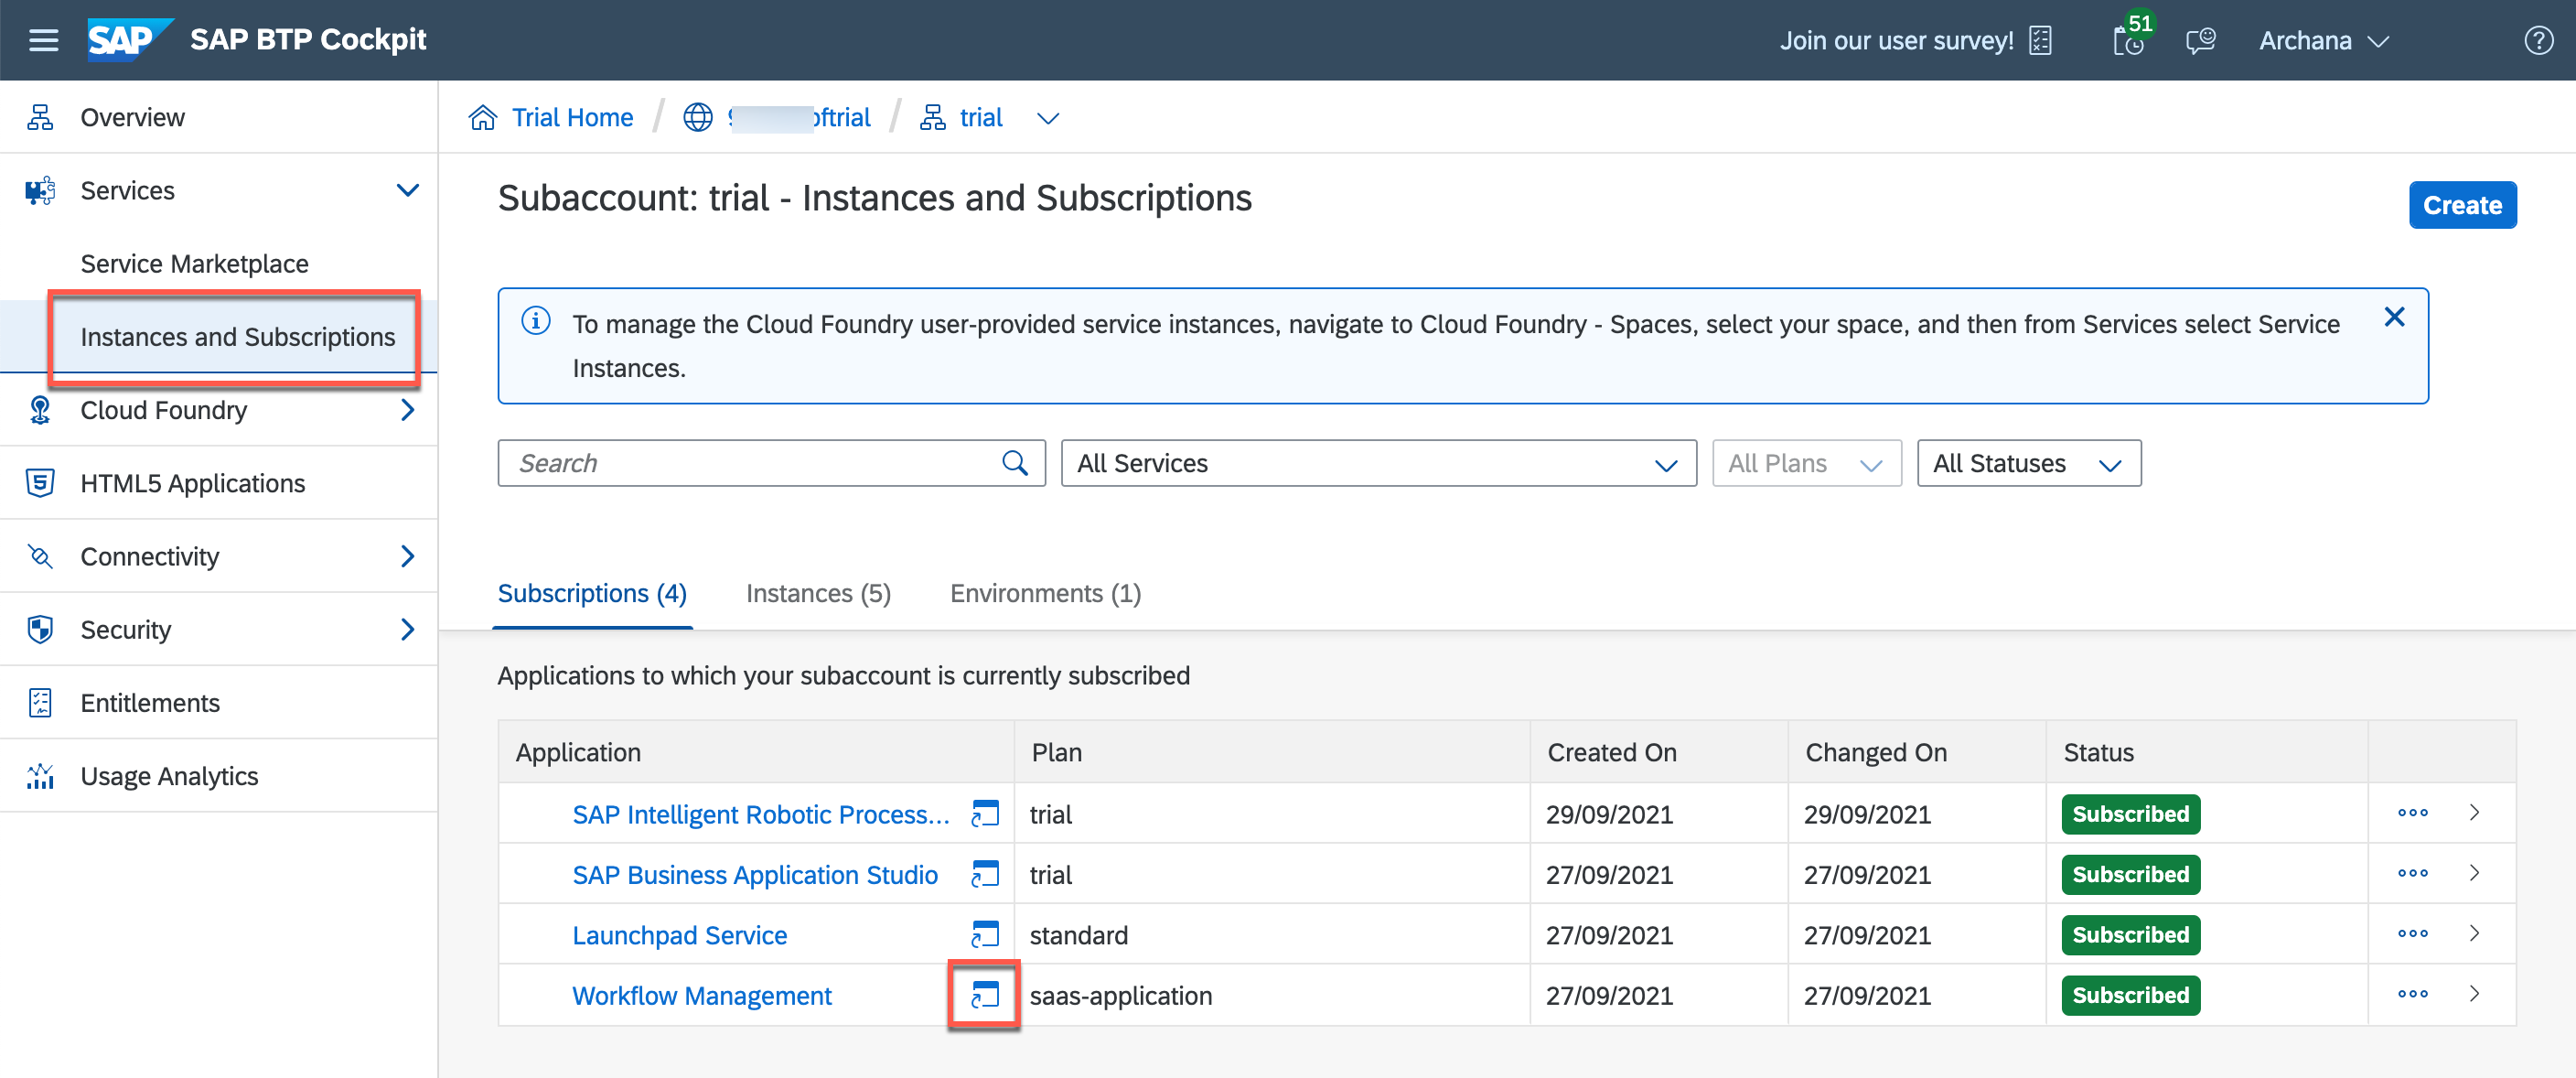 SAP SAP BTP Cockpit
Join our user survey!
51
Archana
Overview
Services
Service Marketplace
Instances and Subscriptions
Cloud Foundry
HTML5 Applications
Connectivity
Security
Entitlements
Usage Analytics
Trial Home / oftrial / trial
Subaccount: trial - Instances and Subscriptions
Create
To manage the Cloud Foundry user-provided service instances, navigate to Cloud Foundry - Spaces, select your space, and then from Services select Service
Instances.
Search All Services All Plans All Statuses
Subscriptions (4) Instances (5) Environments (1)
Applications to which your subaccount is currently subscribed
Application Plan Created On Changed On Status
SAP Intelligent Robotic Process... trial 29/09/2021 29/09/2021 Subscribed
SAP Business Application Studio trial 27/09/2021 27/09/2021 Subscribed
Launchpad Service standard 27/09/2021 27/09/2021 Subscribed
Workflow Management saas-application 27/09/2021 27/09/2021 Subscribed